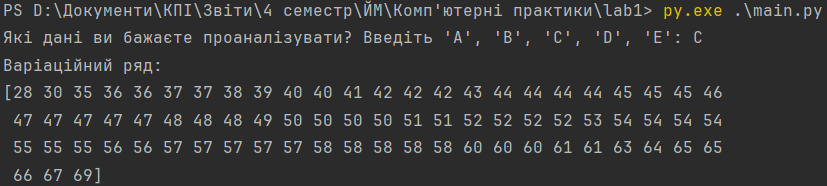 PS D:\Документи\КПІ\Звіти\4 семестр\ЙМ\Комп'ютерні практики\lab1> py.exe .\main.py
Які дані ви бажаєте проаналізувати? Введіть 'A', 'B', 'C', 'D', 'E': C
Варіаційний ряд:
[28 30 35 36 36 37 37 38 39 40 40 41 42 42 42 43 44 44 44 44 45 45 45 46
47 47 47 47 47 48 48 48 49 50 50 50 50 51 51 52 52 52 52 53 54 54 54 54
55 55 55 56 56 57 57 57 57 57 58 58 58 58 58 60 60 60 61 61 63 64 65 65
66 67 69]